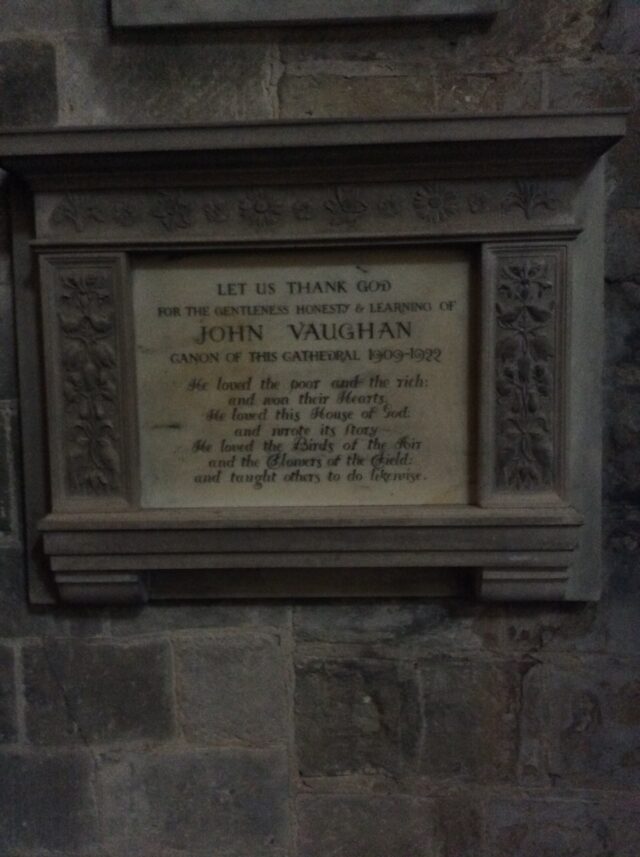 LET US THANK GOD
FOR THE GENTLENESS HONESTY & LEARNING OF
JOHN VAUGHAN
CANON OF THIS CATHEDRAL 1909-1922
He loved the poor and the rich:
and won their Hearts.
He loved this House of God:
and wrote its story
He loved the Birds of the Air
and the Flowers of the Field:
and taught others to do likewise.